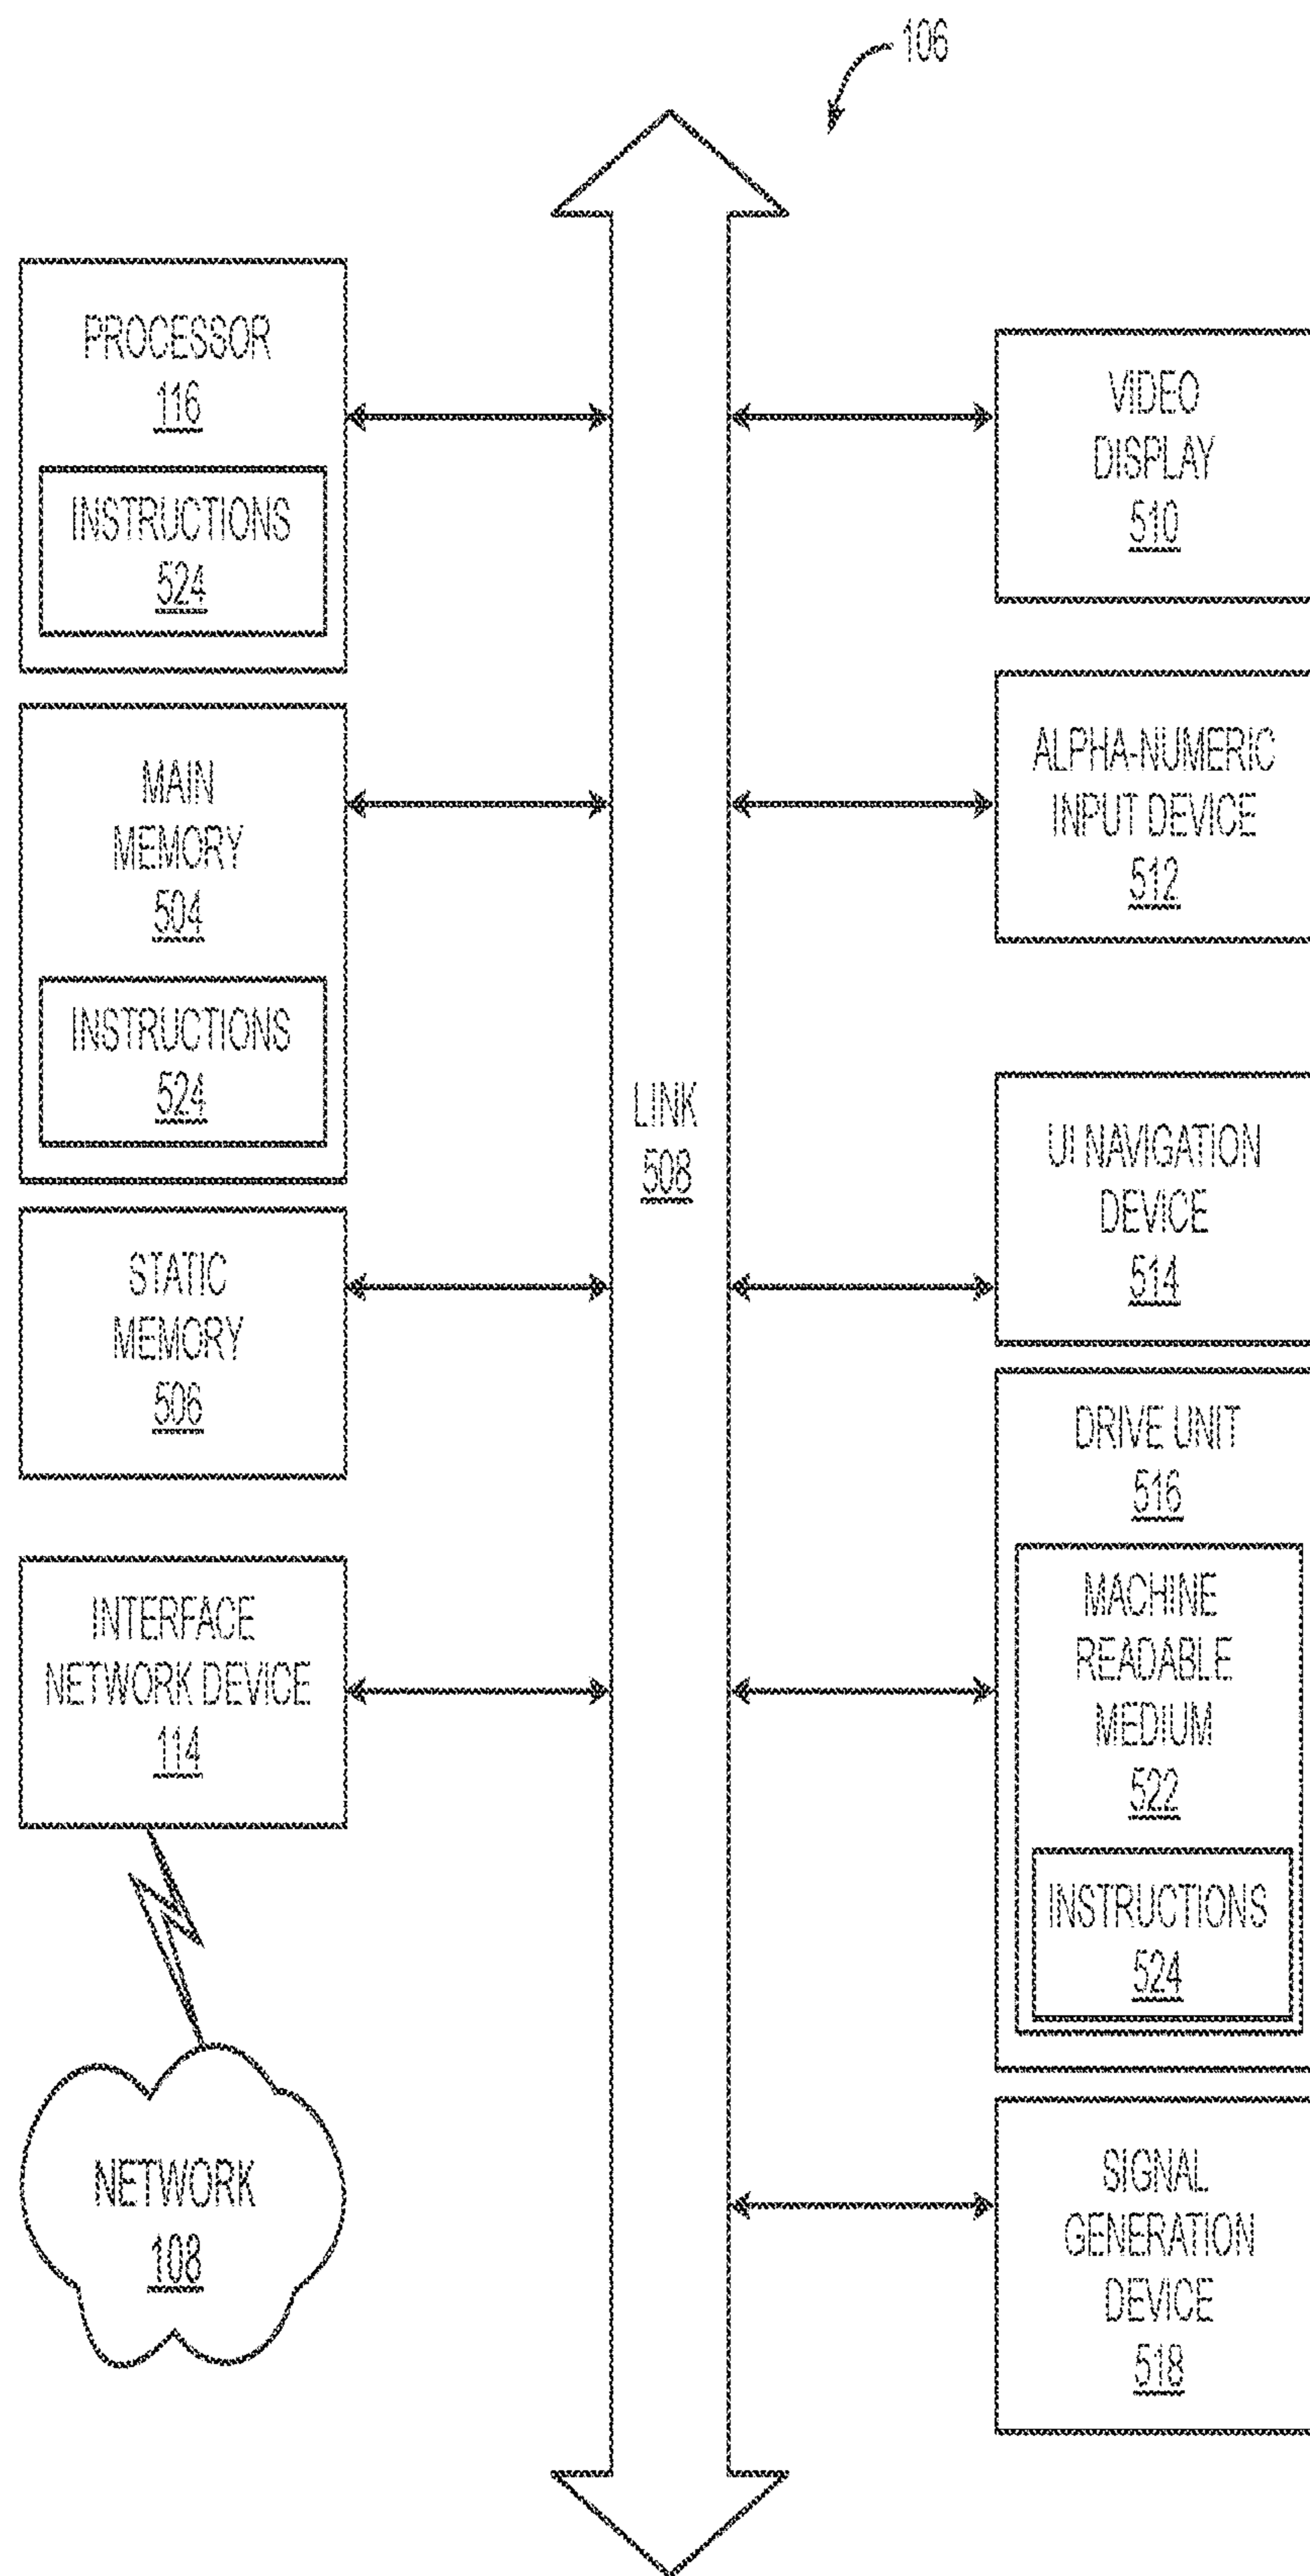 106
PROCESSOR
116
INSTRUCTIONS
524
MAIN
MEMORY
504
INSTRUCTIONS
524
STATIC
MEMORY
506
INTERFACE
NETWORK DEVICE
114
NETWORK
108
LINK
508
VIDEO
DISPLAY
510
ALPHA-NUMERIC
INPUT DEVICE
512
UI NAVIGATION
DEVICE
514
DRIVE UNIT
516
MACHINE
READABLE
MEDIUM
522
INSTRUCTIONS
524
SIGNAL
GENERATION
DEVICE
518